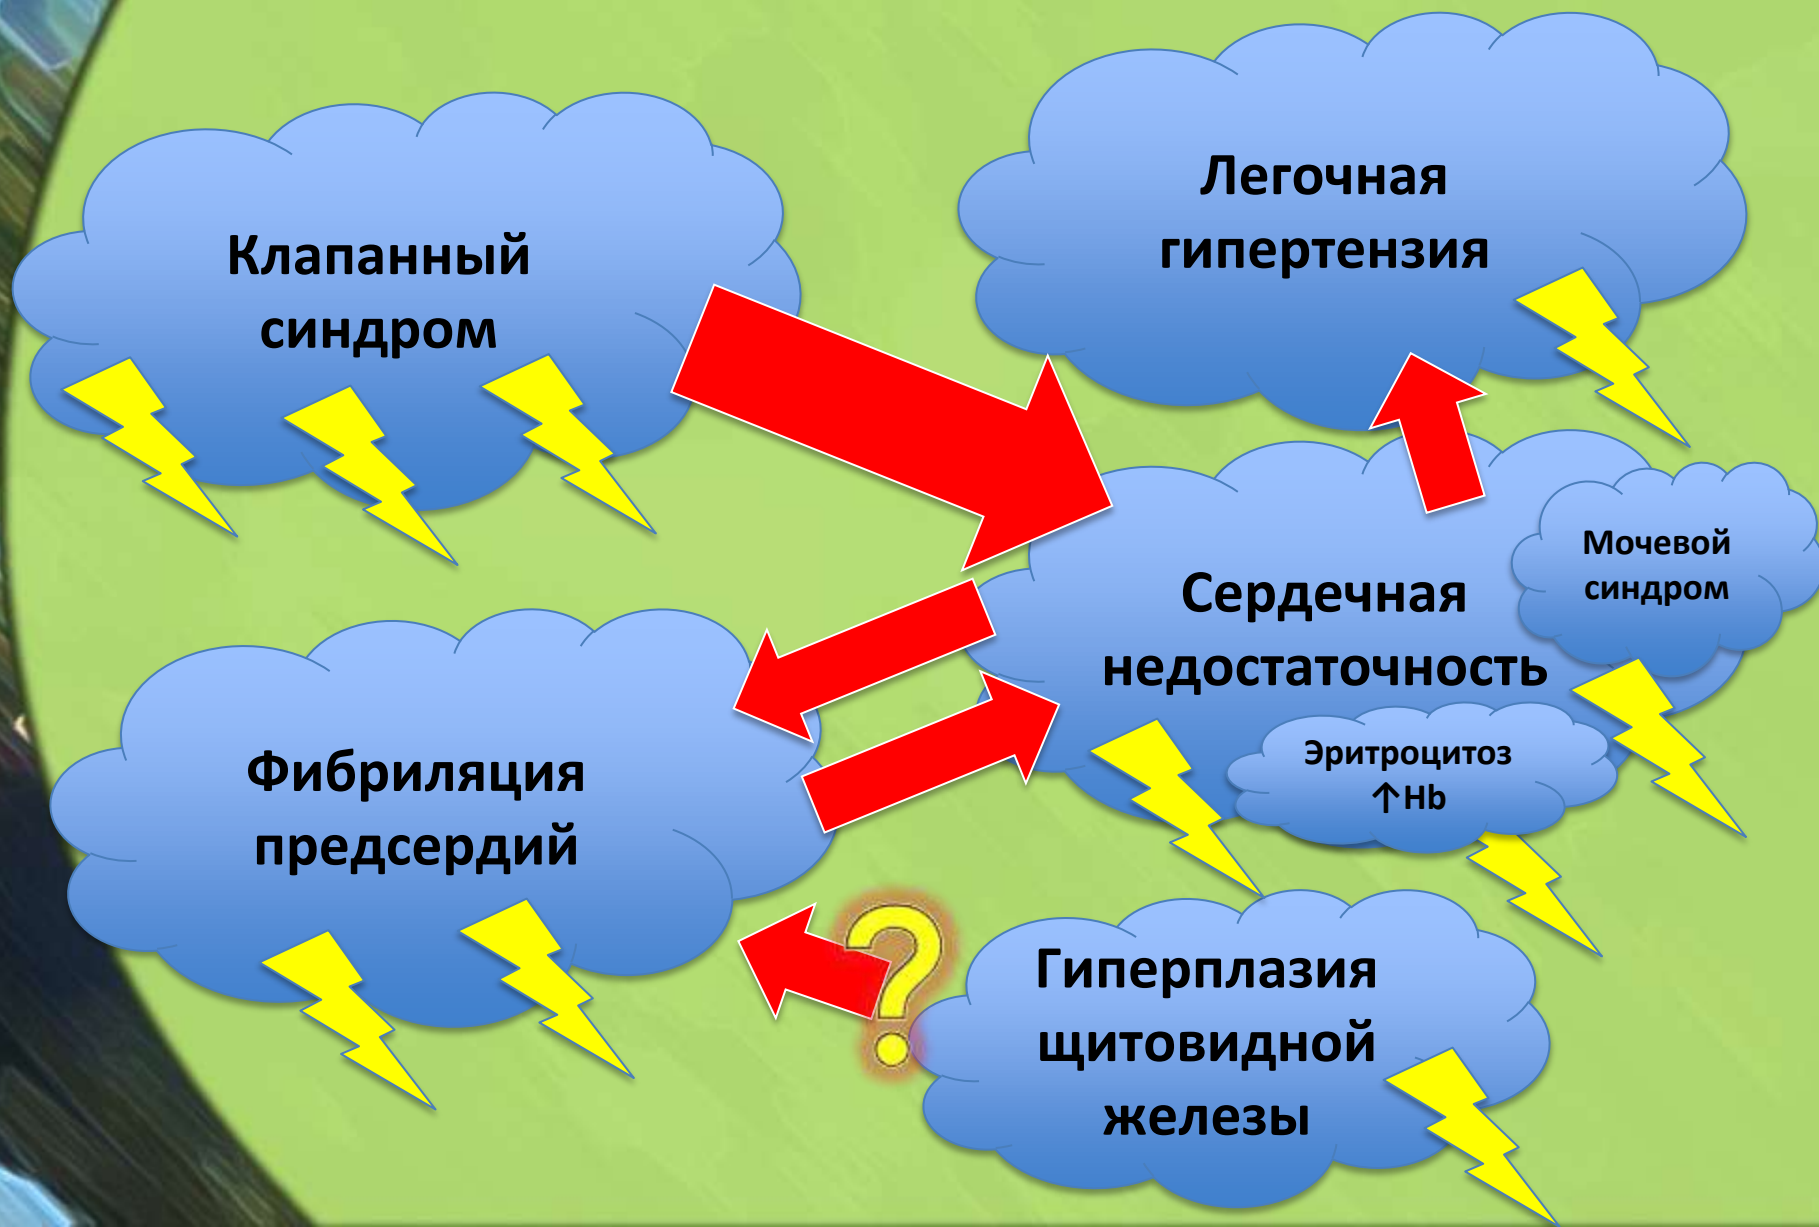 Клапанный
синдром
Легочная
гипертензия
Мочевой
синдром
Сердечная
недостаточность
Эритроцитоз
↑Hb
Фибриляция
предсердий
?
Гиперплазия
щитовидной
железы